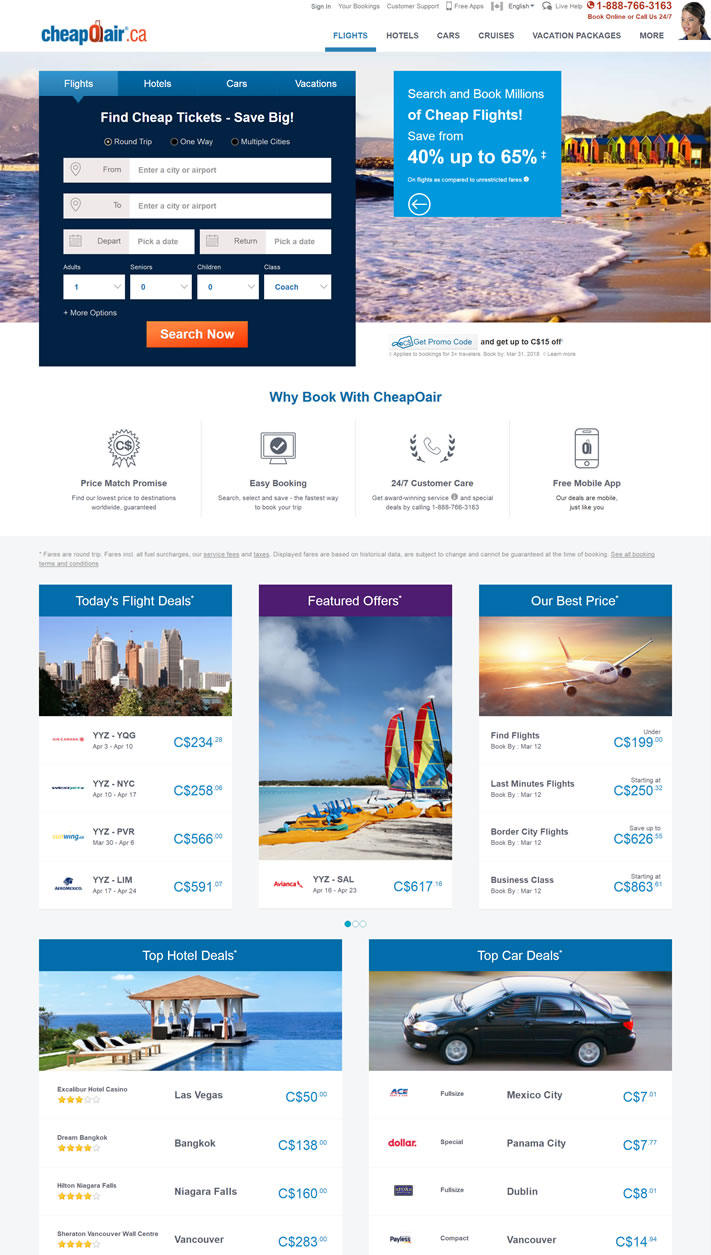 Sign In Your Bookings Customer Support Free Apps English Live Help 1-888-766-3163
Book Online or Call Us 24/7
cheapOair.ca
FLIGHTS HOTELS CARS CRUISES VACATION PACKAGES MORE
Flights Hotels Cars Vacations
Find Cheap Tickets - Save Big!
Round Trip One Way Multiple Cities
From Enter a city or airport
To Enter a city or airport
Depart Pick a date Return Pick a date
Adults Seniors Children Class
1 0 0 Coach
+ More Options
Search Now
Search and Book Millions
of Cheap Flights!
Save from
40% up to 65% ‡
On flights as compared to unrestricted fares
Get Promo Code and get up to C$15 off◊
◊ Applies to bookings for 3+ travelers. Book by: Mar 31, 2018 ◊ Learn more
Why Book With CheapOair
C$
Price Match Promise
Find our lowest price to destinations
worldwide, guaranteed
Easy Booking
Search, select and save - the fastest way
to book your trip
24/7 Customer Care
Get award-winning service and special
deals by calling 1-888-766-3163
Free Mobile App
Our deals are mobile,
just like you
* Fares are round trip. Fares incl. all fuel surcharges, our service fees and taxes. Displayed fares are based on historical data, are subject to change and cannot be guaranteed at the time of booking. See all booking
terms and conditions
Today's Flight Deals*
AIR CANADA YYZ - YQG C$234.28
Apr 3 - Apr 10
YYZ - NYC C$258.06
Apr 10 - Apr 17
sunwing.ca YYZ - PVR C$566.00
Mar 30 - Apr 6
AEROMEXICO YYZ - LIM C$591.07
Apr 17 - Apr 24
Featured Offers*
Avianca YYZ - SAL C$617.16
Apr 16 - Apr 23
Our Best Price*
Find Flights Under
Book By : Mar 12 C$199.00
Last Minutes Flights Starting at
Book By : Mar 12 C$250.32
Border City Flights Save up to
Book By : Mar 12 C$626.55
Business Class Starting at
Book By : Mar 12 C$863.61
Top Hotel Deals*
Excalibur Hotel Casino Las Vegas C$50.00
Dream Bangkok Bangkok C$138.00
Hilton Niagara Falls Niagara Falls C$160.00
Sheraton Vancouver Wall Centre Vancouver C$283.00
Top Car Deals*
ACE Fullsize Mexico City C$7.01
dollar. Special Panama City C$7.77
Fullsize Dublin C$8.01
Payless Compact Vancouver C$14.94